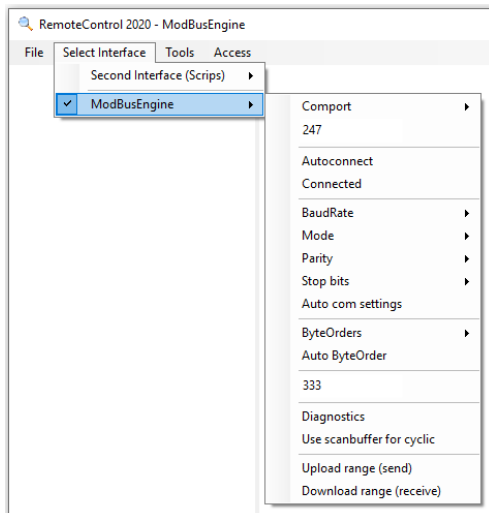 RemoteControl 2020 - ModBusEngine
File Select Interface Tools Access
Second Interface (Scrips)
ModBusEngine
Comport
247
Autoconnect
Connected
BaudRate
Mode
Parity
Stop bits
Auto com settings
ByteOrders
Auto ByteOrder
333
Diagnostics
Use scanbuffer for cyclic
Upload range (send)
Download range (receive)